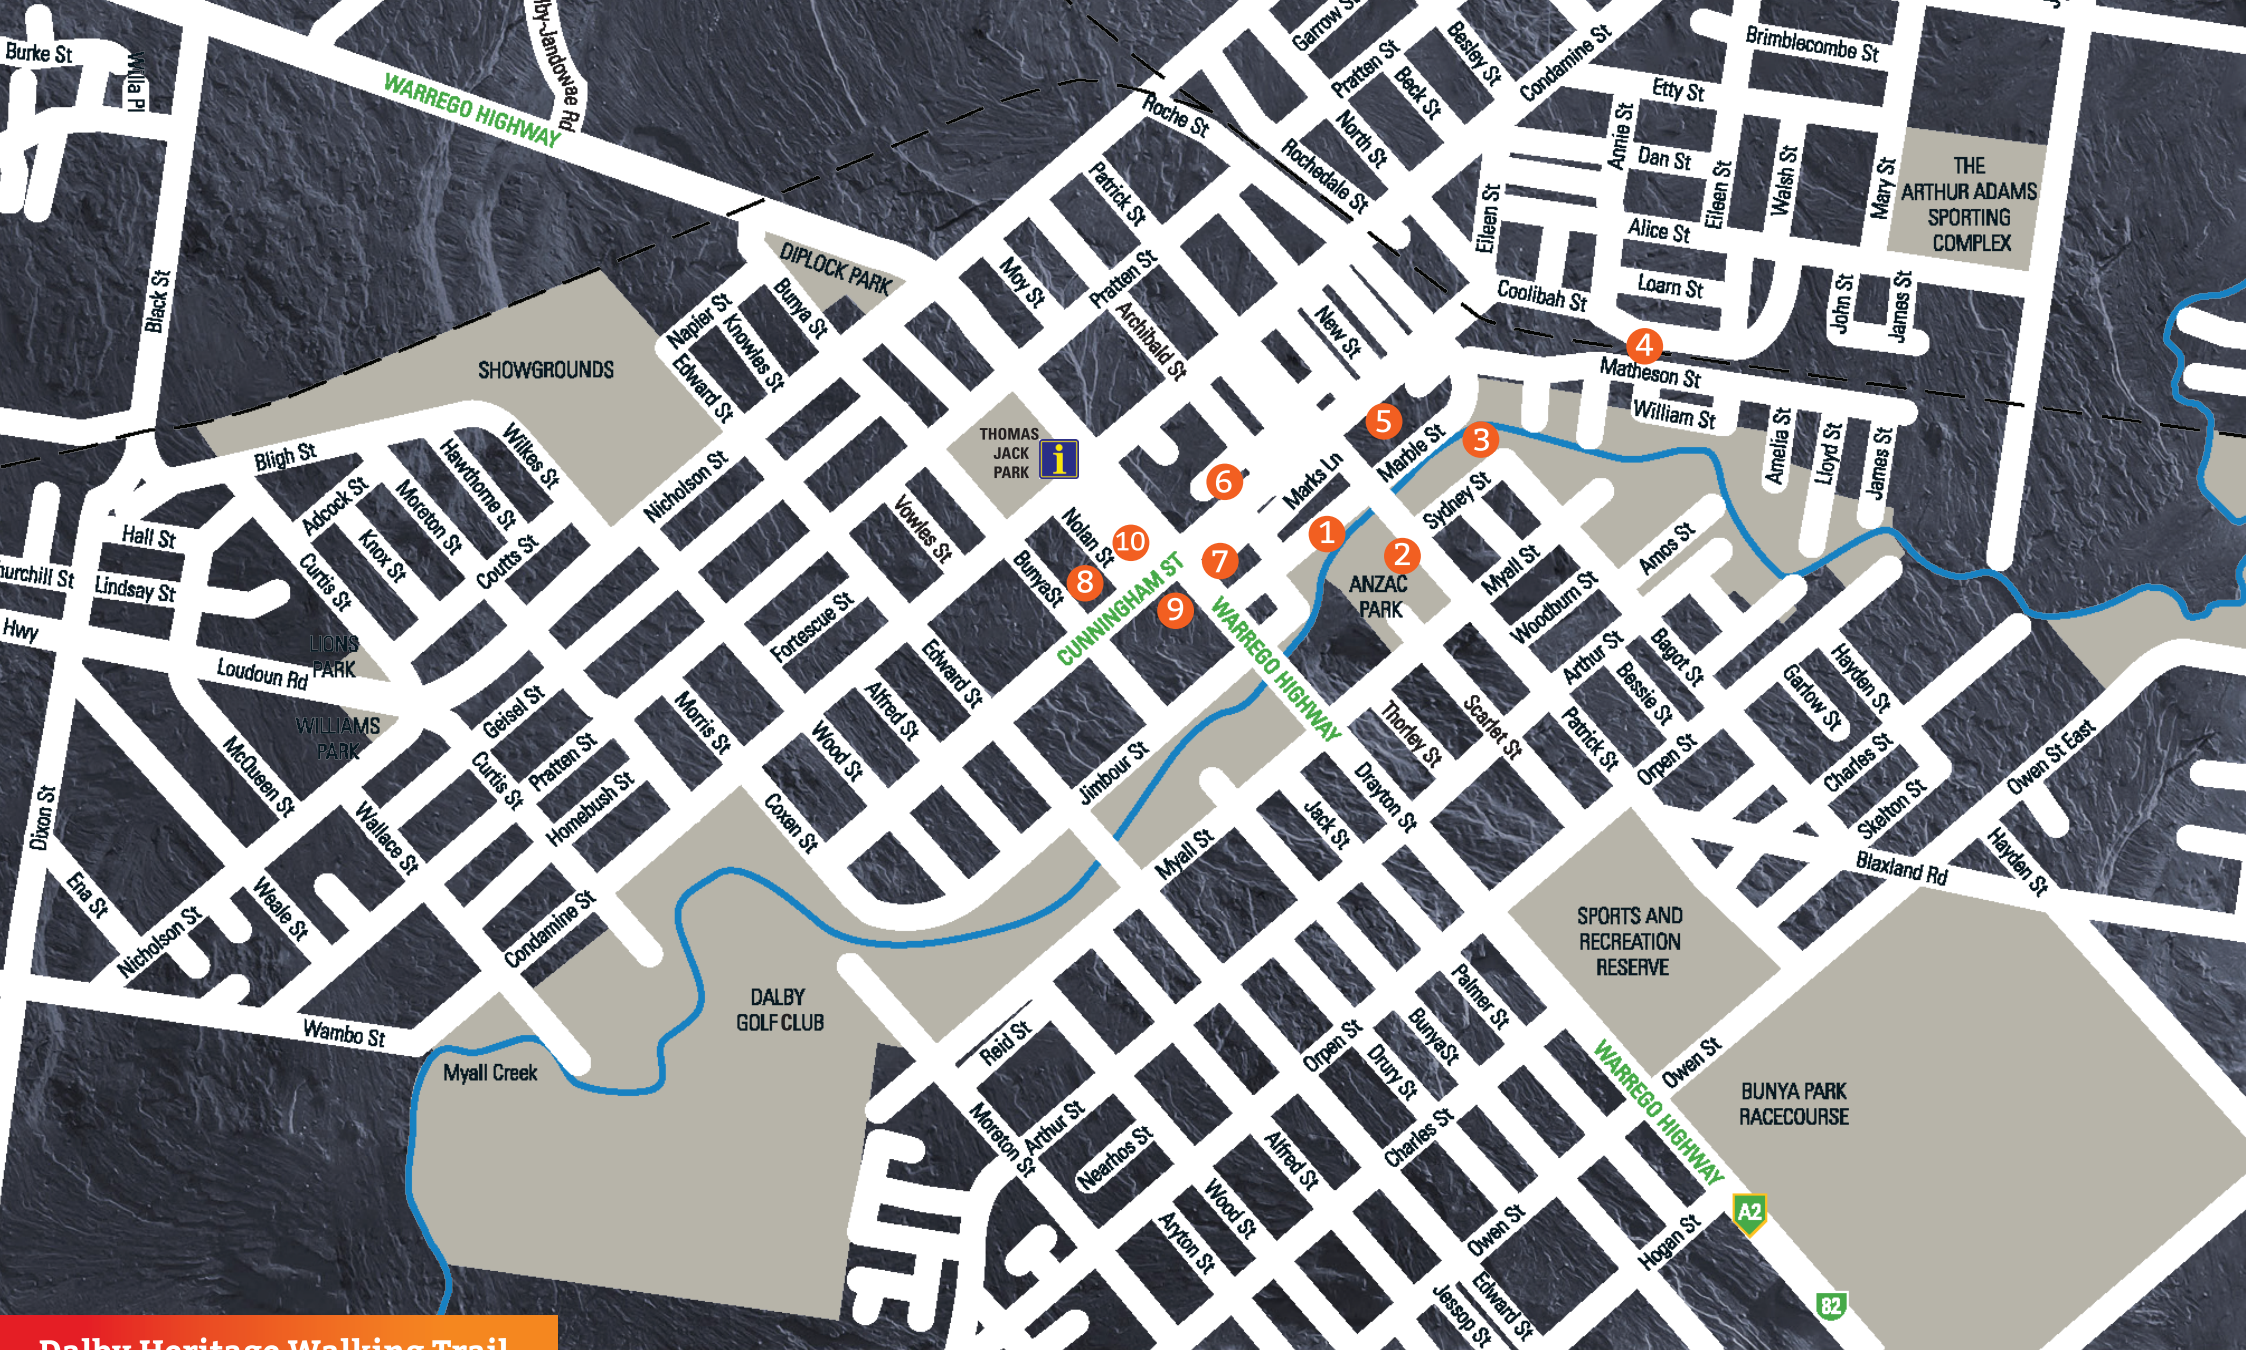 Burke St
Wulla Pl
WARREGO HIGHWAY
lby-Jandowae Rd
Black St
Garrow St
Pratten St
Besley St
Beck St
Condamine St
North St
Roche St
Rochedale St
Brimblecombe St
Etty St
Annie St
Dan St
Eileen St
Walsh St
Mary St
Eileen St
Alice St
Loarn St
Coolibah St
John St
James St
THE
ARTHUR ADAMS
SPORTING
COMPLEX
Patrick St
Moy St
Pratten St
Archibald St
New St
DIPLOCK PARK
Napier St
Bunya St
Knowles St
Edward St
SHOWGROUNDS
4
Matheson St
William St
Amelia St
Lloyd St
James St
5
3
Marble St
Marks Ln
6
THOMAS
JACK
PARK
i
Bligh St
Wilkes St
Hawthorne St
Moreton St
Adcock St
Knox St
Curtis St
Coutts St
Nicholson St
Vowles St
Nolan St
BunyaSt
10
8
7
9
1
2
Sydney St
ANZAC
PARK
CUNNINGHAM ST
WARREGO HIGHWAY
Myall St
Woodburn St
Amos St
Arthur St
Bagot St
Bessie St
Hall St
hurchill St
Lindsay St
Hwy
LIONS
PARK
Loudoun Rd
WILLIAMS
PARK
Geisel St
Fortescue St
Edward St
Alfred St
Morris St
Wood St
Coxen St
Jimbour St
Thorley St
Scarlet St
Patrick St
Orpen St
Hayden St
Garlow St
Charles St
Skelton St
Owen St East
Hayden St
Blaxland Rd
McQueen St
Curtis St
Pratten St
Homebush St
Wallace St
Dixon St
Ena St
Weale St
Nicholson St
Condamine St
Wambo St
Myall Creek
DALBY
GOLF CLUB
Myall St
Jack St
Drayton St
SPORTS AND
RECREATION
RESERVE
Palmer St
BunyaSt
Drury St
Orpen St
Reid St
Arthur St
Moreton St
Nearhos St
Alfred St
Charles St
Wood St
Aryton St
Owen St
Edward St
Jessop St
Hogan St
Owen St
WARREGO HIGHWAY
BUNYA PARK
RACECOURSE
A2
82
Dalby Heritage Walking Trail